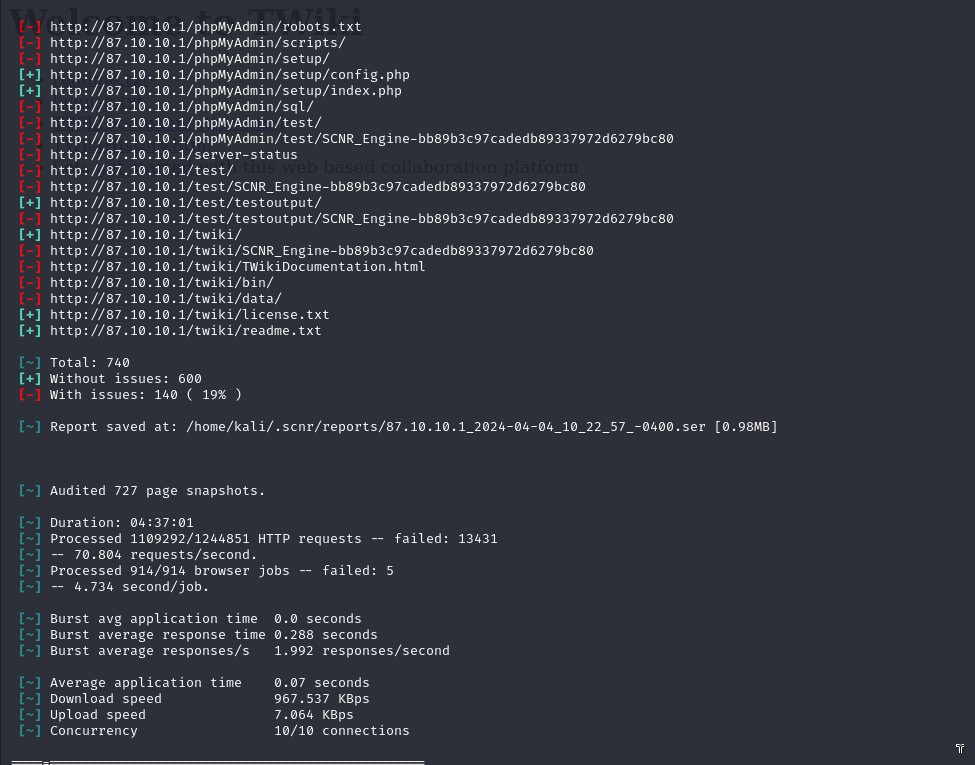 Welcome to TWiki
[-] http://87.10.10.1/phpMyAdmin/robots.txt
[-] http://87.10.10.1/phpMyAdmin/scripts/
[-] http://87.10.10.1/phpMyAdmin/setup/
[+] http://87.10.10.1/phpMyAdmin/setup/config.php
[+] http://87.10.10.1/phpMyAdmin/setup/index.php
[-] http://87.10.10.1/phpMyAdmin/sql/
[-] http://87.10.10.1/phpMyAdmin/test/
[-] http://87.10.10.1/phpMyAdmin/test/SCNR_Engine-bb89b3c97cadedb89337972d6279bc80
[-] http://87.10.10.1/server-status
this web based collaboration platform
[-] http://87.10.10.1/test/
[-] http://87.10.10.1/test/SCNR_Engine-bb89b3c97cadedb89337972d6279bc80
[+] http://87.10.10.1/test/testoutput/
[-] http://87.10.10.1/test/testoutput/SCNR_Engine-bb89b3c97cadedb89337972d6279bc80
[+] http://87.10.10.1/twiki/
[-] http://87.10.10.1/twiki/SCNR_Engine-bb89b3c97cadedb89337972d6279bc80
[-] http://87.10.10.1/twiki/TWikiDocumentation.html
[-] http://87.10.10.1/twiki/bin/
[-] http://87.10.10.1/twiki/data/
[+] http://87.10.10.1/twiki/license.txt
[+] http://87.10.10.1/twiki/readme.txt
[~] Total: 740
[+] Without issues: 600
[-] With issues: 140 ( 19% )
[~] Report saved at: /home/kali/.scnr/reports/87.10.10.1_2024-04-04_10_22_57_-0400.ser [0.98MB]
[~] Audited 727 page snapshots.
[~] Duration: 04:37:01
[~] Processed 1109292/1244851 HTTP requests -- failed: 13431
[~] -- 70.804 requests/second.
[~] Processed 914/914 browser jobs -- failed: 5
[~] -- 4.734 second/job.
[~] Burst avg application time 0.0 seconds
[~] Burst average response time 0.288 seconds
[~] Burst average responses/s 1.992 responses/second
[~] Average application time 0.07 seconds
[~] Download speed 967.537 KBps
[~] Upload speed 7.064 KBps
[~] Concurrency 10/10 connections